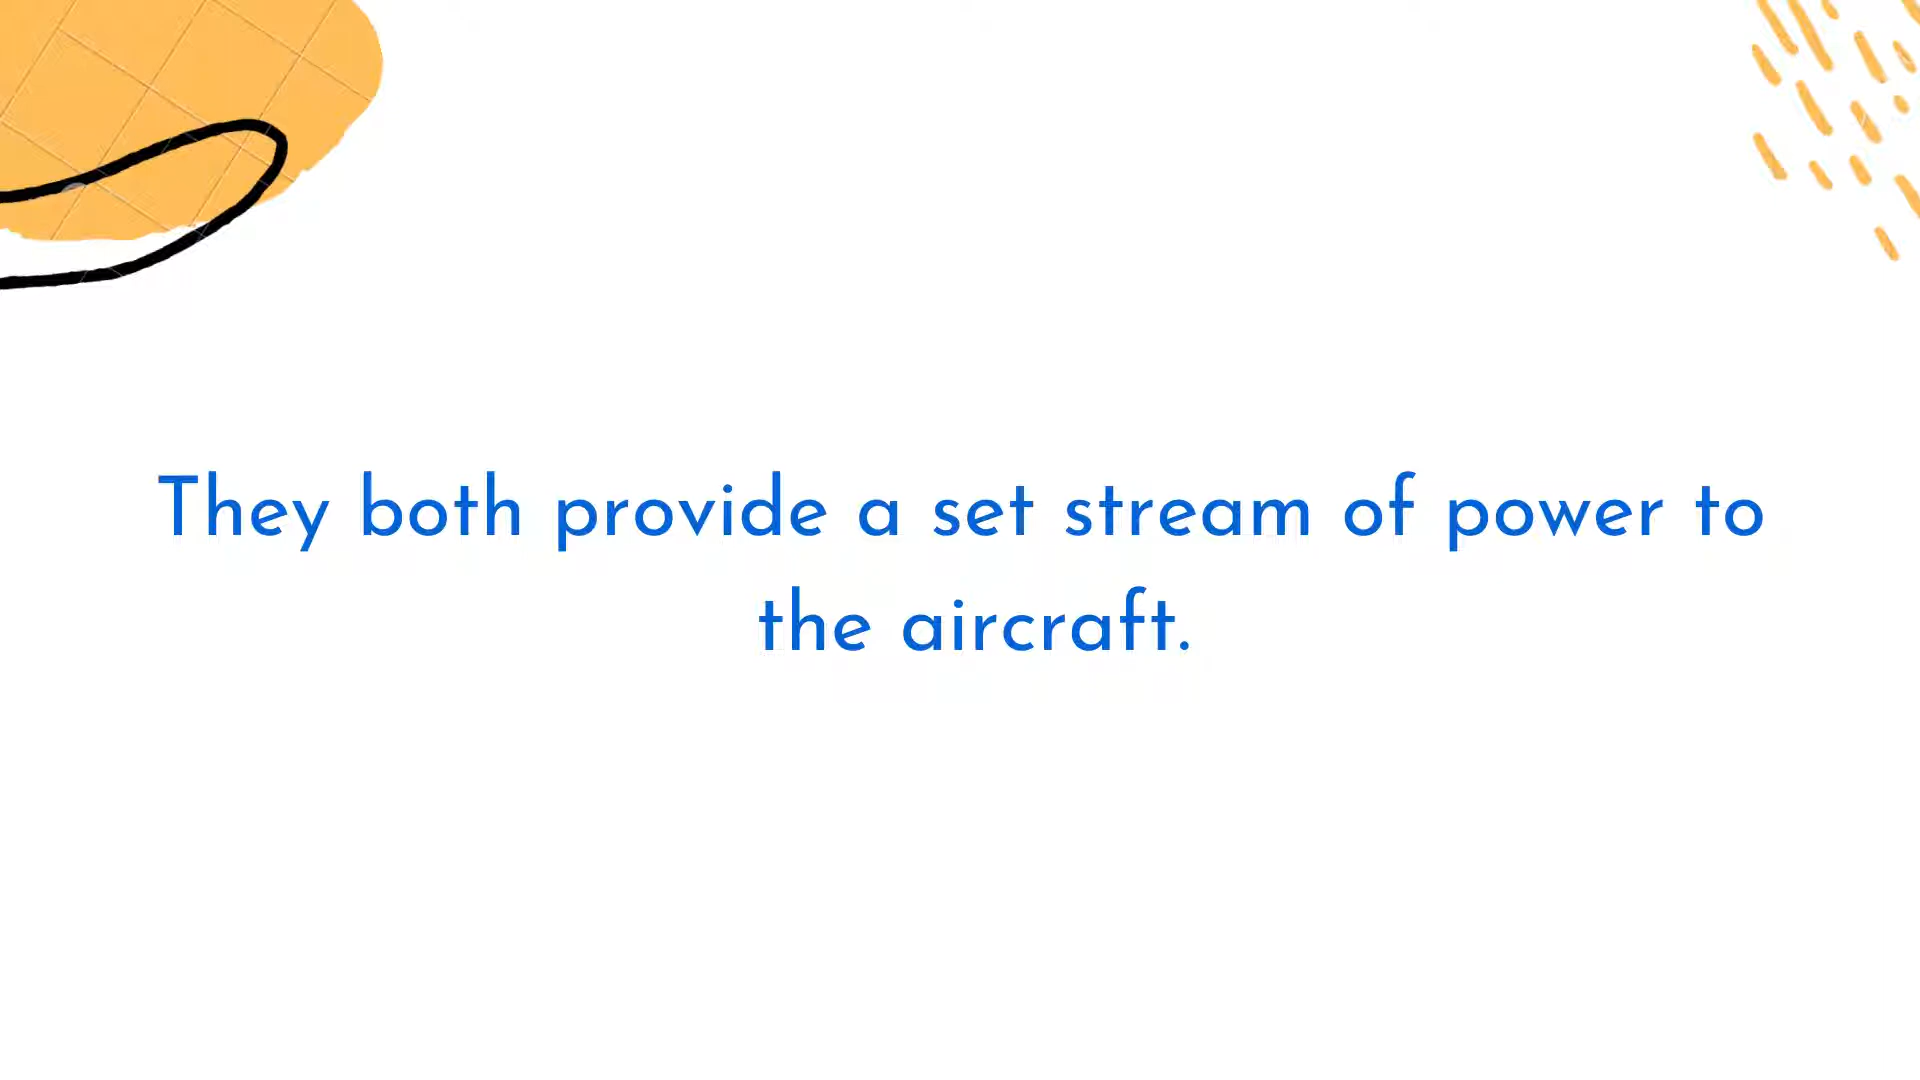 They both provide a set stream of power to
the aircraft.